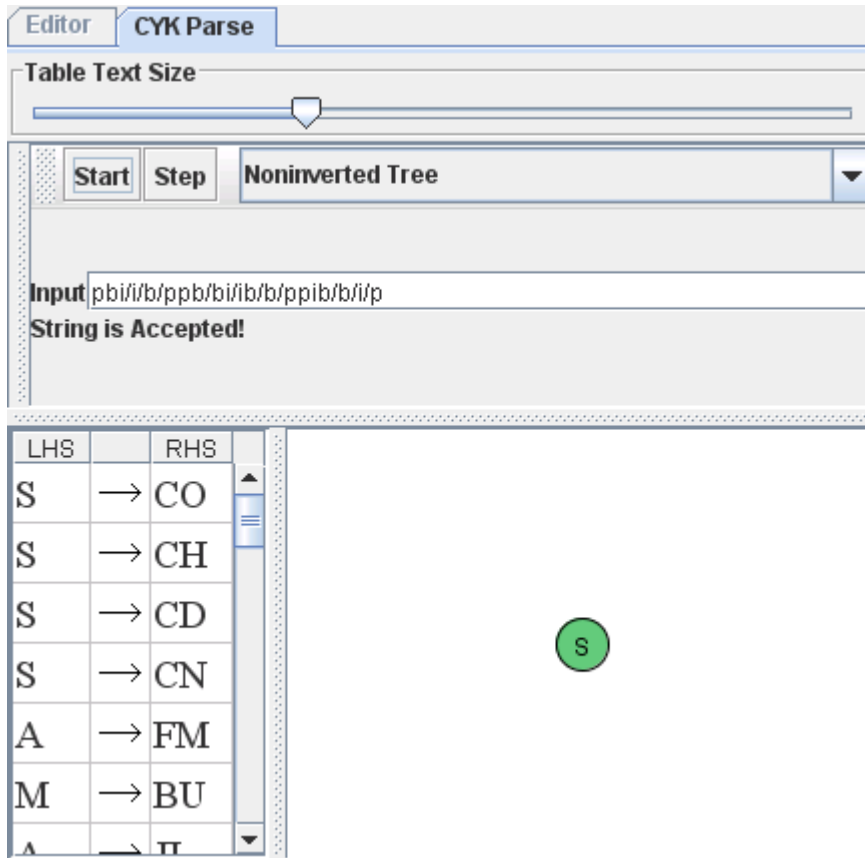 Editor CYK Parse
Table Text Size
Start Step Noninverted Tree
Input pbi/i/b/ppb/bi/ib/b/ppib/b/i/p
String is Accepted!
LHS RHS
S → CO
S → CH
S → CD
S → CN
A → FM
M → BU
S